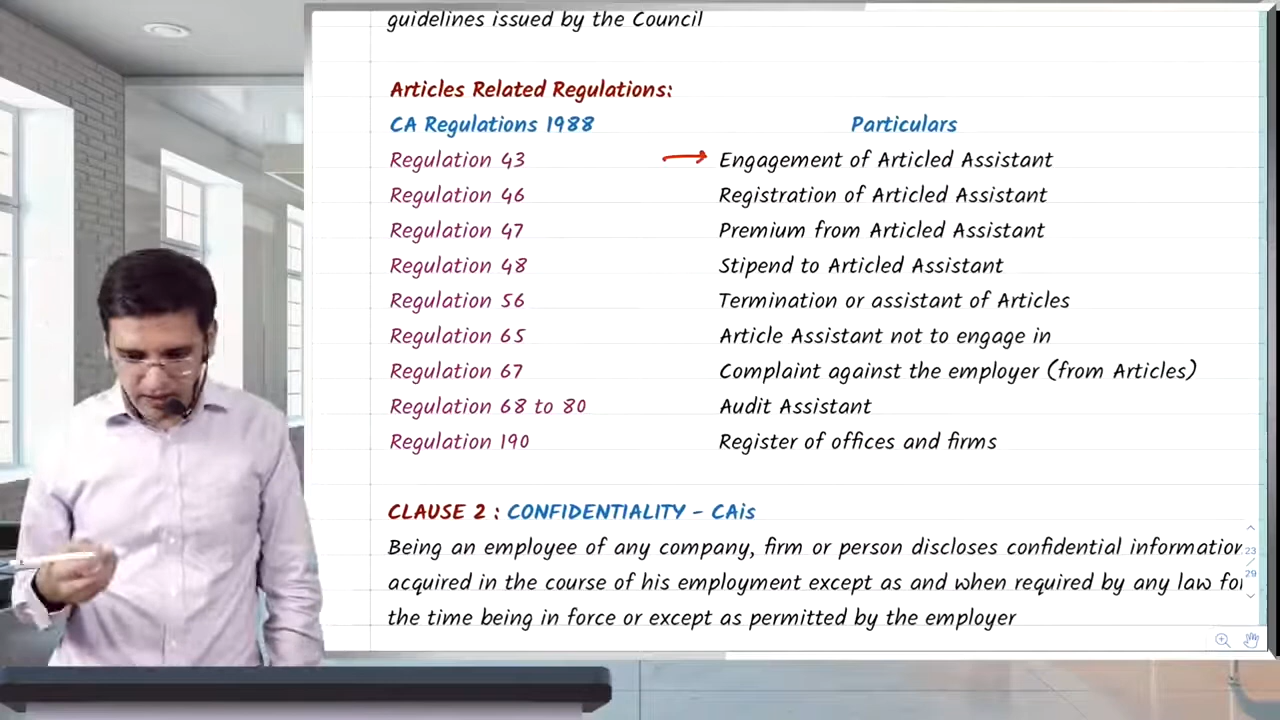 guidelines issued by the Council
Articles Related Regulations:
CA Regulations 1988 Particulars
Regulation 43 Engagement of Articled Assistant
Regulation 46 Registration of Articled Assistant
Regulation 47 Premium from Articled Assistant
Regulation 48 Stipend to Articled Assistant
Regulation 56 Termination or assistant of Articles
Regulation 65 Article Assistant not to engage in
Regulation 67 Complaint against the employer (from Articles)
Regulation 68 to 80 Audit Assistant
Regulation 190 Register of offices and firms
CLAUSE 2 : CONFIDENTIALITY - CAis
Being an employee of any company, firm or person discloses confidential information
acquired in the course of his employment except as and when required by any law for
the time being in force or except as permitted by the employer
23
/
29